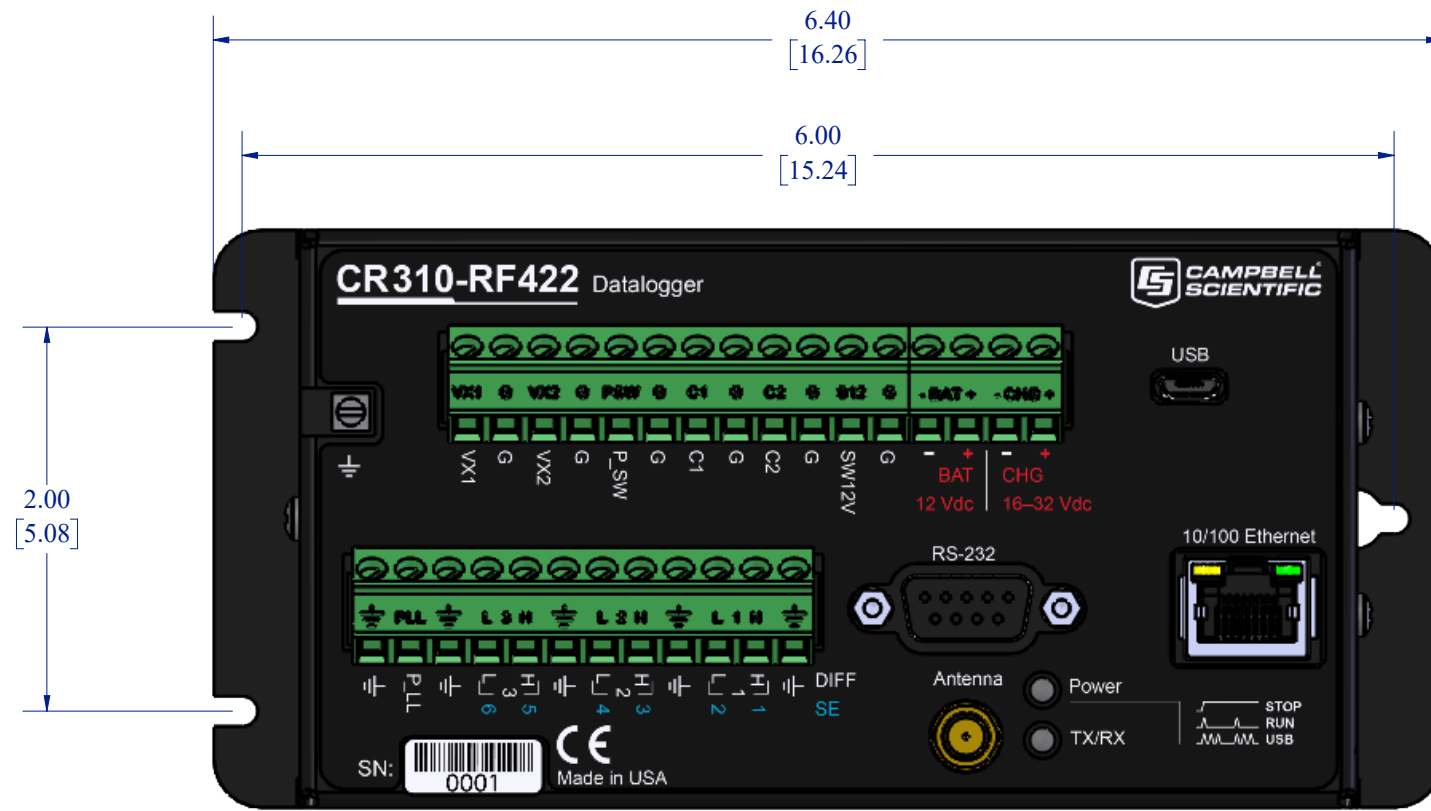 6.40
[16.26]
6.00
[15.24]
CR310-RF422 Datalogger
CAMPBELL SCIENTIFIC
USB
VX1 G VX2 G PSW G C1 G C2 G S12 G - BAT + - CHG +
VX1 G VX2 G P_SW G C1 G C2 G SW12V G - + - +
BAT CHG
12 Vdc 16–32 Vdc
2.00
[5.08]
10/100 Ethernet
RS-232
PLL L 3 H L 2 H L 1 H
P_LL L 3 H L 2 H L 1 H DIFF
6 5 4 3 2 1 SE
Antenna
Power
TX/RX
STOP
RUN
USB
SN:
0001
CE
Made in USA